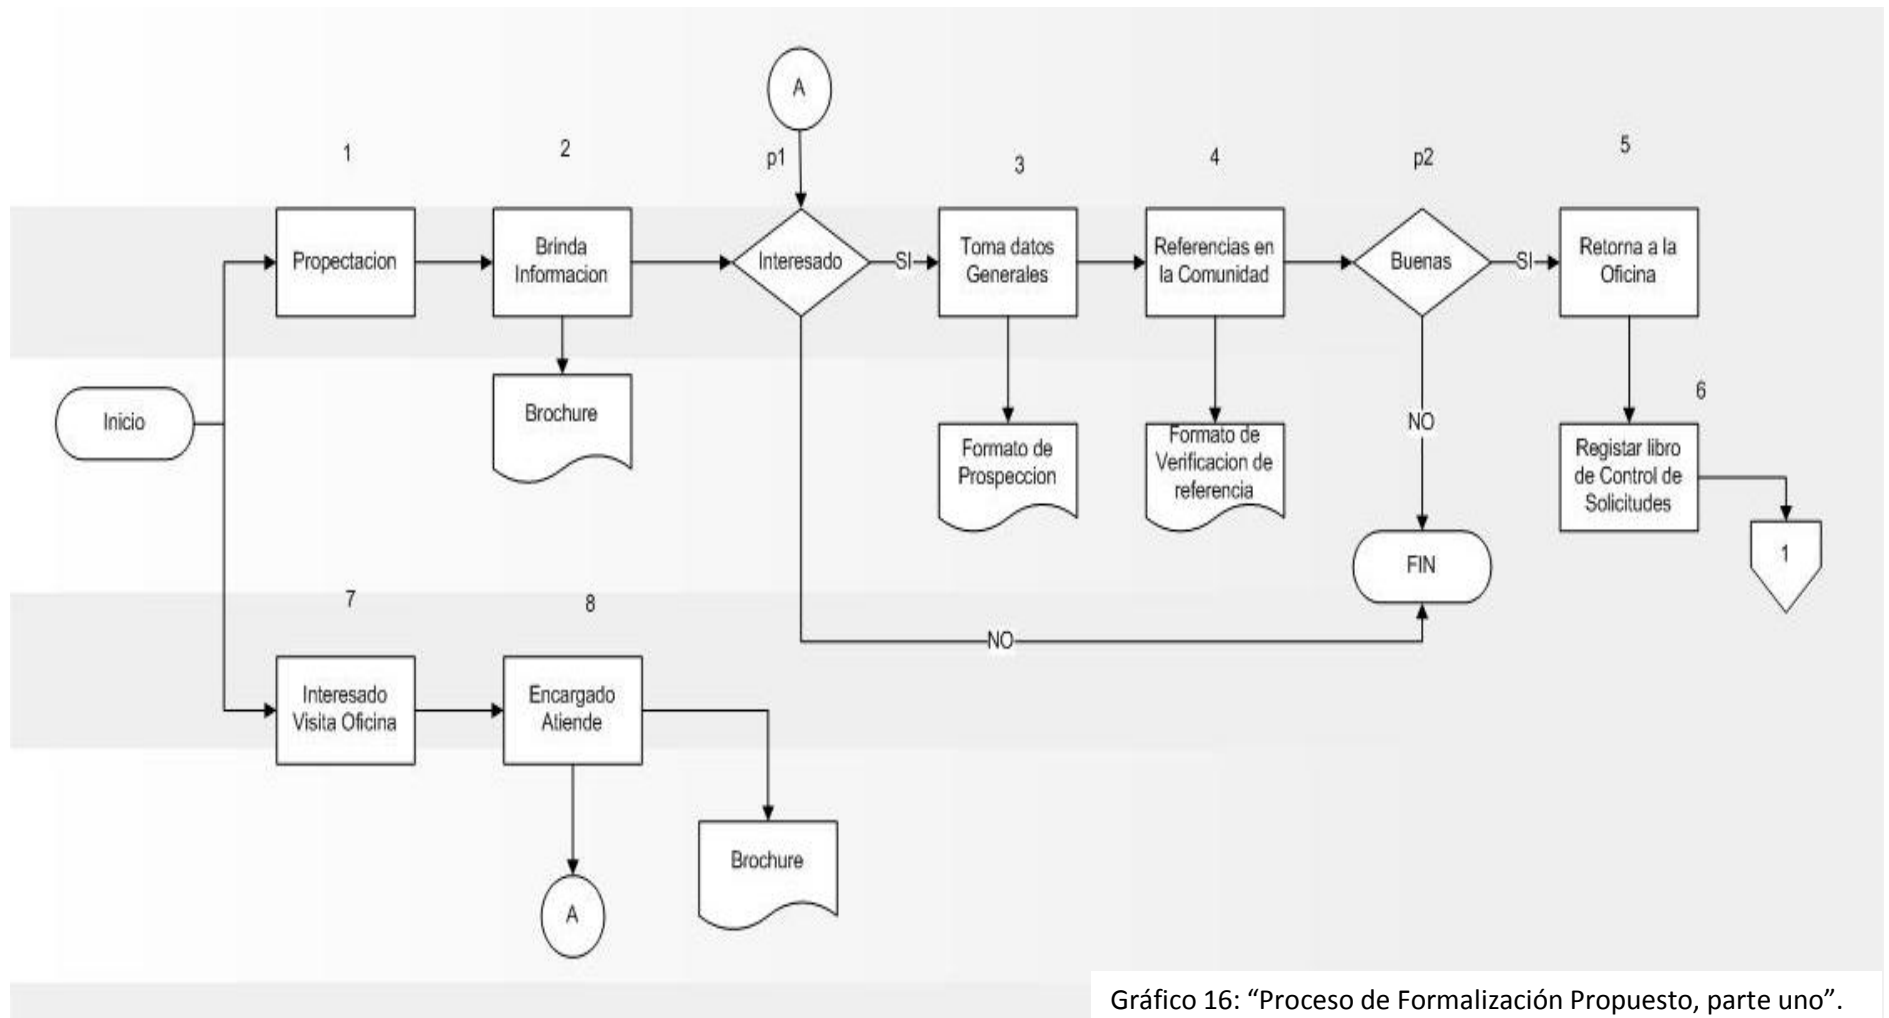 A
1
2
p1
3
4
p2
5
Propectacion
Brinda
Informacion
Interesado
SI
Toma datos
Generales
Referencias en
la Comunidad
Buenas
SI
Retorna a la
Oficina
Inicio
Brochure
Formato de
Prospeccion
Formato de
Verificacion de
referencia
NO
6
Registar libro
de Control de
Solicitudes
1
FIN
NO
7
8
Interesado
Visita Oficina
Encargado
Atiende
Brochure
A
Gráfico 16: “Proceso de Formalización Propuesto, parte uno”.